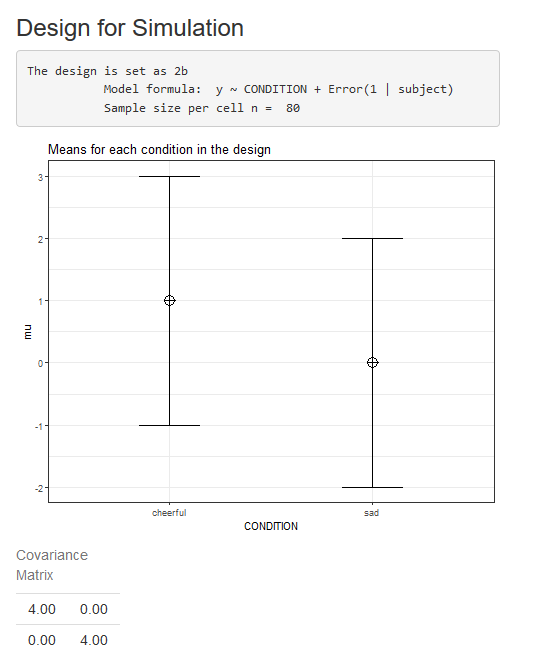 Design for Simulation
The design is set as 2b
Model formula:  y ~ CONDITION + Error(1 | subject)
Sample size per cell n =  80
Means for each condition in the design
3
2
1
0
-1
-2
mu
cheerful sad
CONDITION
Covariance
Matrix
4.00 0.00
0.00 4.00